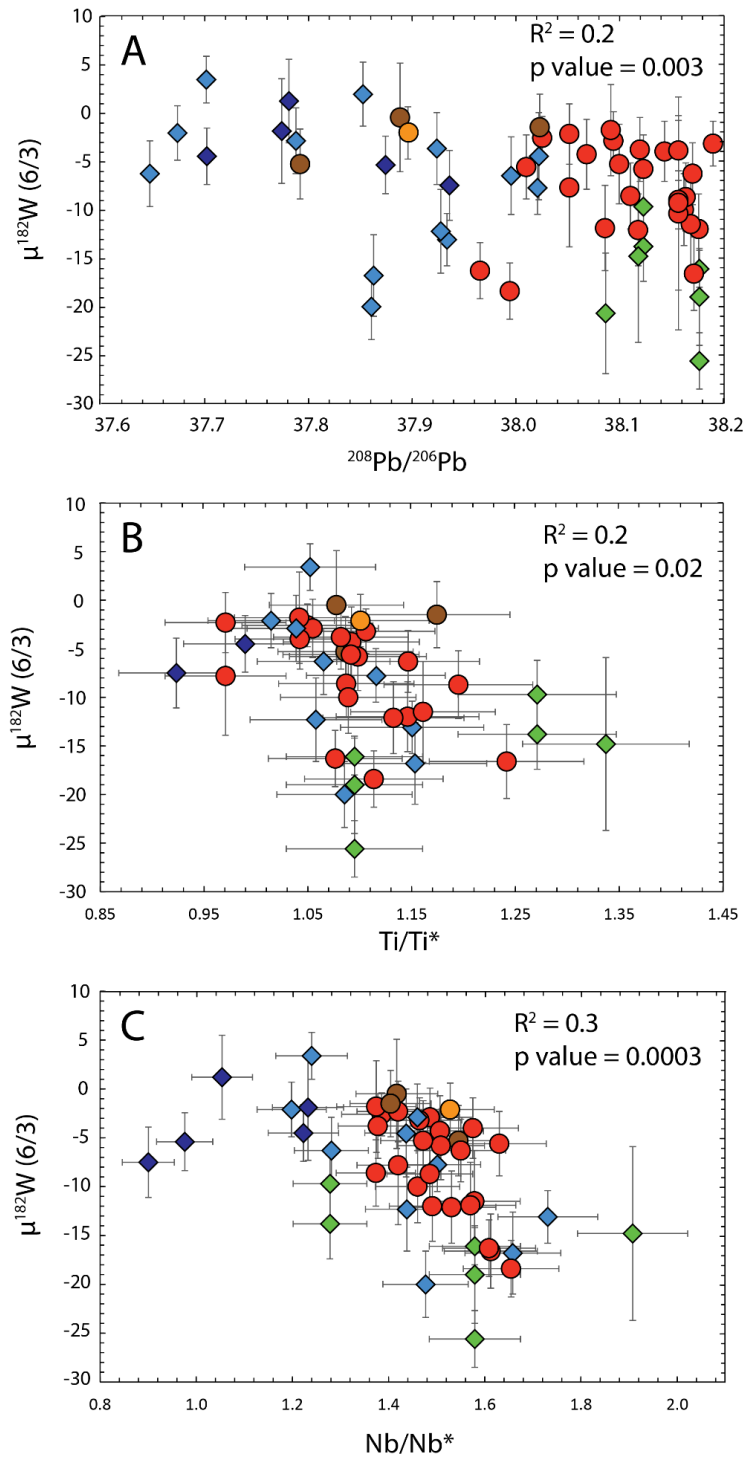 A
R² = 0.2
p value = 0.003
10
5
0
-5
-10
-15
-20
-25
-30
μ¹⁸²W (6/3)
37.6 37.7 37.8 37.9 38.0 38.1 38.2
²⁰⁸Pb/²⁰⁶Pb
B
R² = 0.2
p value = 0.02
10
5
0
-5
-10
-15
-20
-25
-30
μ¹⁸²W (6/3)
0.85 0.95 1.05 1.15 1.25 1.35 1.45
Ti/Ti*
C
R² = 0.3
p value = 0.0003
10
5
0
-5
-10
-15
-20
-25
-30
μ¹⁸²W (6/3)
0.8 1.0 1.2 1.4 1.6 1.8 2.0
Nb/Nb*